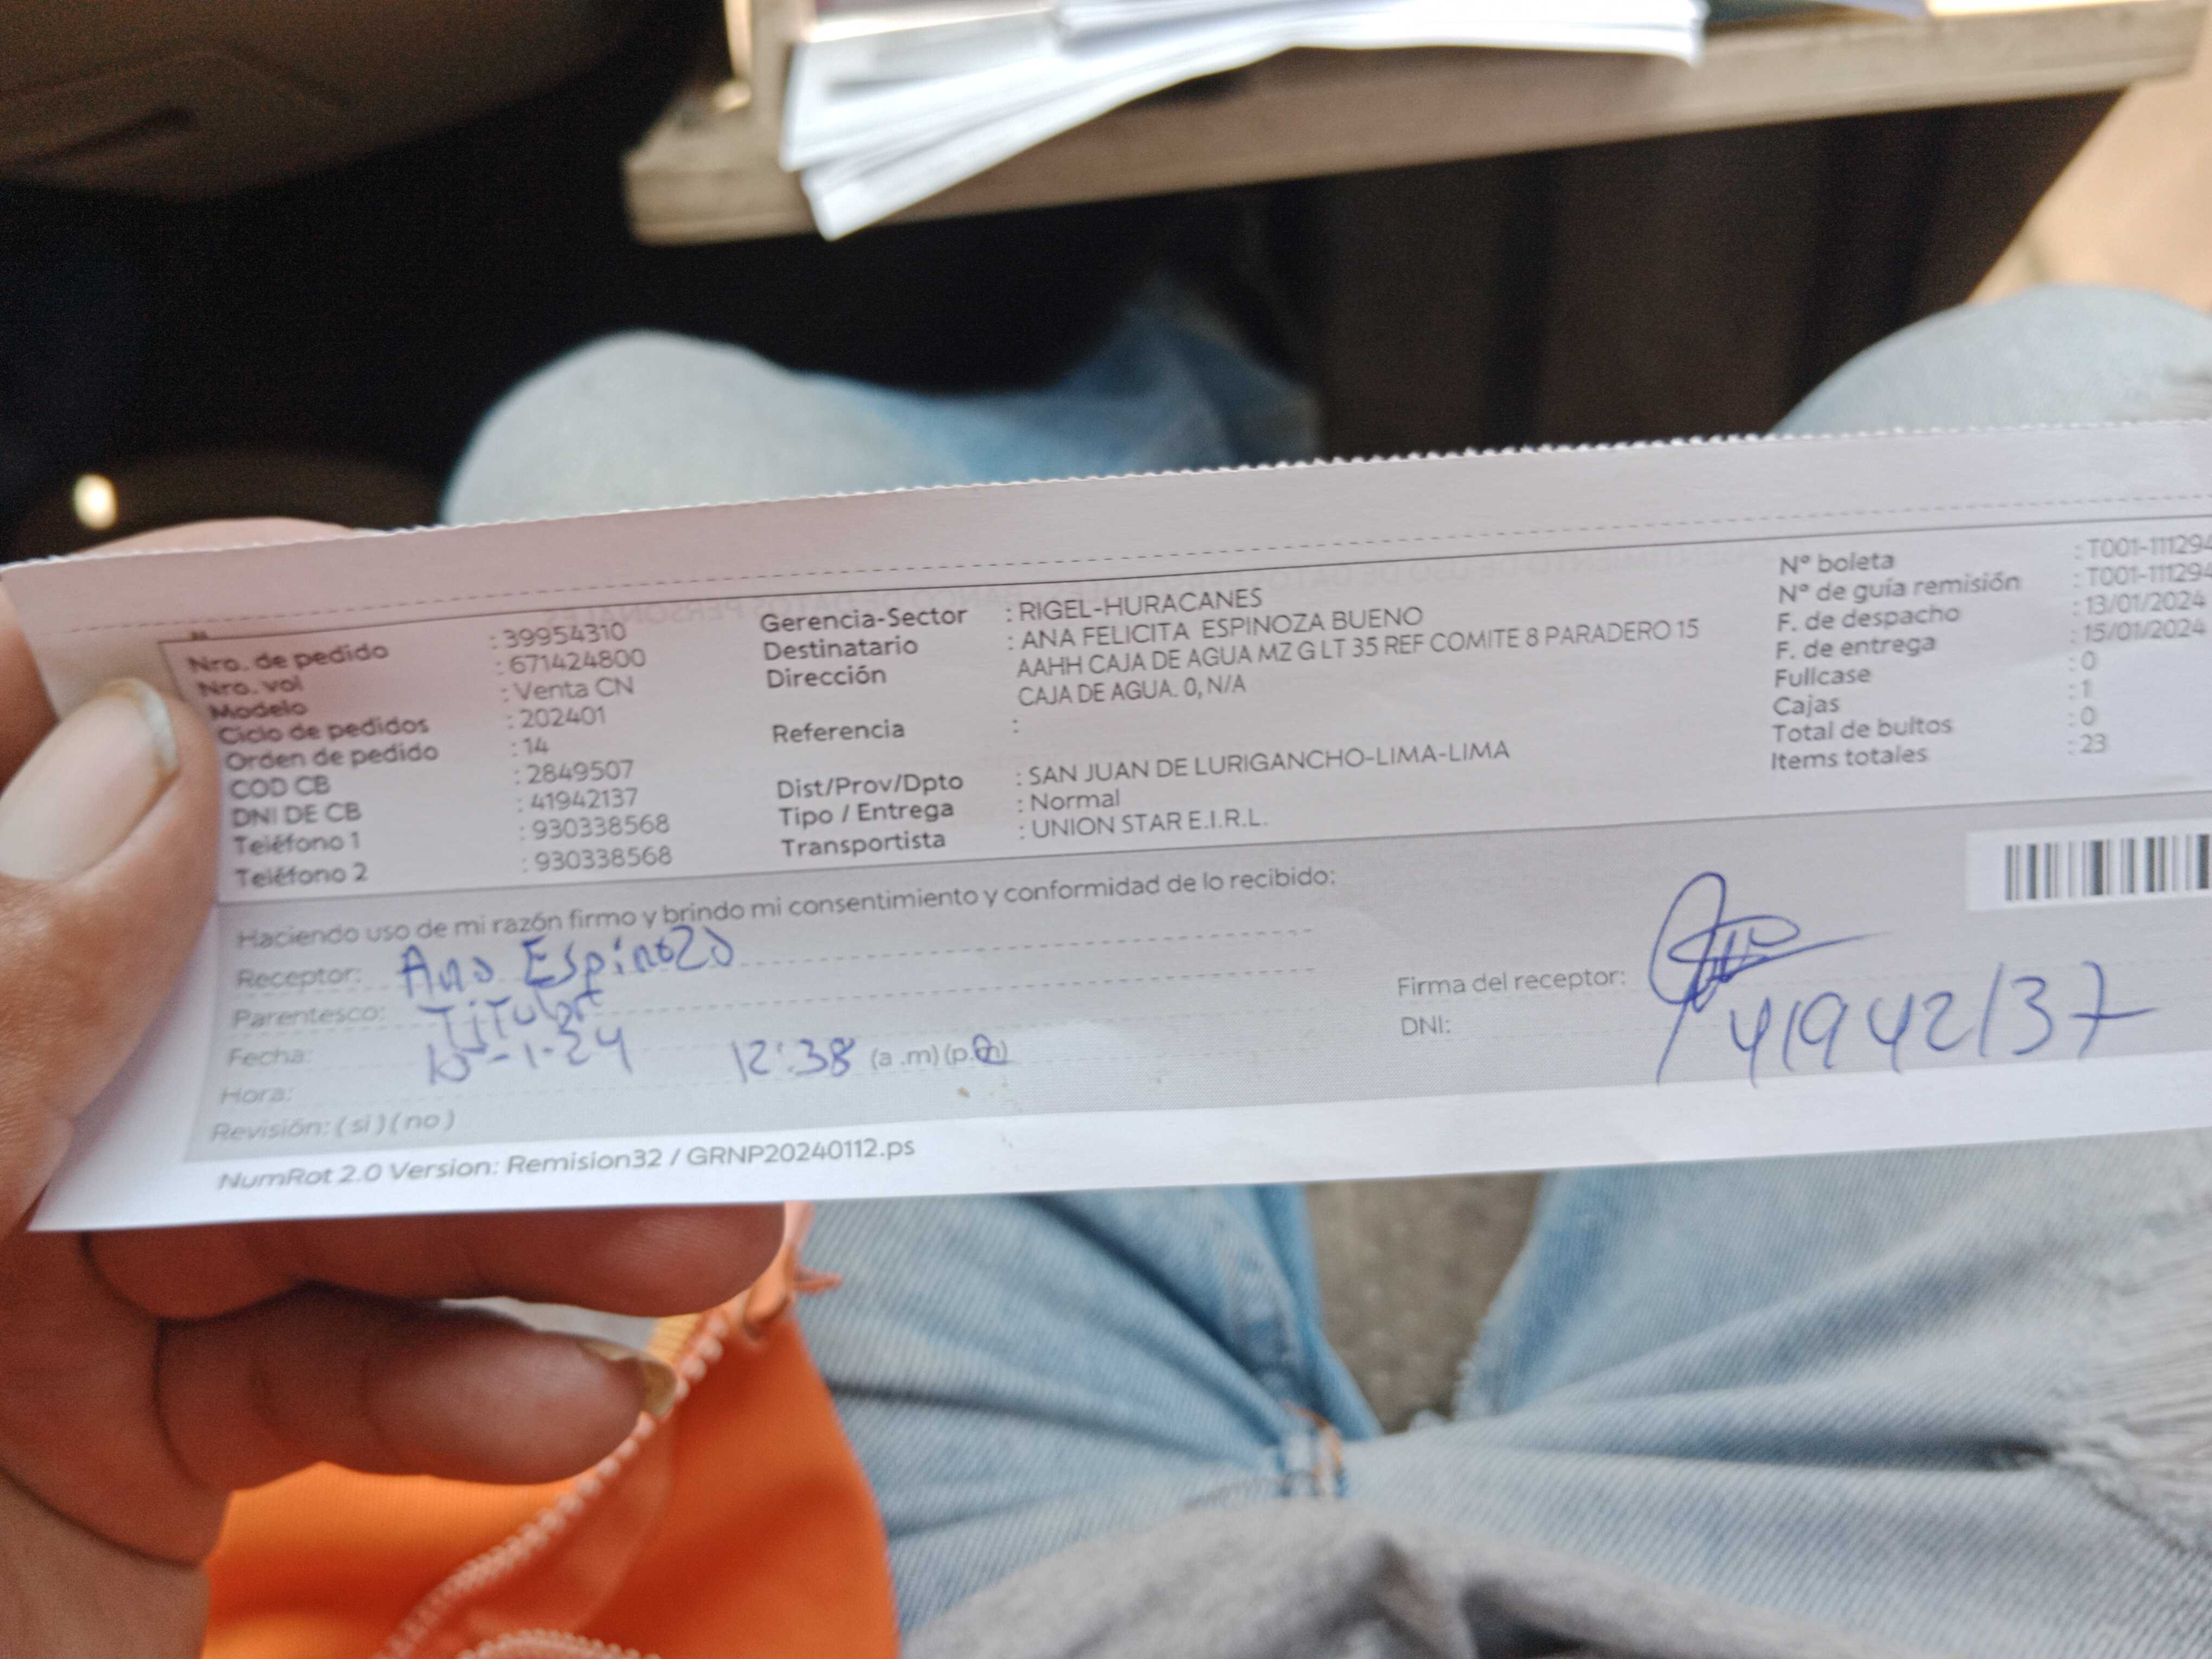 Nro. de pedido : 39954310
Nro. vol : 671424800
Modelo : Venta CN
Ciclo de pedidos : 202401
Orden de pedido : 14
COD CB : 2849507
DNI DE CB : 41942137
Teléfono 1 : 930338568
Teléfono 2 : 930338568
Gerencia-Sector : RIGEL-HURACANES
Destinatario : ANA FELICITA ESPINOZA BUENO
Dirección AAHH CAJA DE AGUA MZ G LT 35 REF COMITE 8 PARADERO 15
CAJA DE AGUA. 0, N/A
Referencia :
Dist/Prov/Dpto : SAN JUAN DE LURIGANCHO-LIMA-LIMA
Tipo / Entrega : Normal
Transportista : UNION STAR E.I.R.L.
Nº boleta : T001-111294
Nº de guía remisión : T001-111294
F. de despacho : 13/01/2024
F. de entrega : 15/01/2024
Fullcase : 0
Cajas : 1
Total de bultos : 0
Items totales : 23
Haciendo uso de mi razón firmo y brindo mi consentimiento y conformidad de lo recibido:
Receptor: Ana Espinoza
Parentesco: Titular
Fecha: 15-1-24
Hora: 12:38 (a .m) (p.m)
Revisión: ( si ) ( no )
Firma del receptor:
DNI: 41942137
NumRot 2.0 Version: Remision32 / GRNP20240112.ps